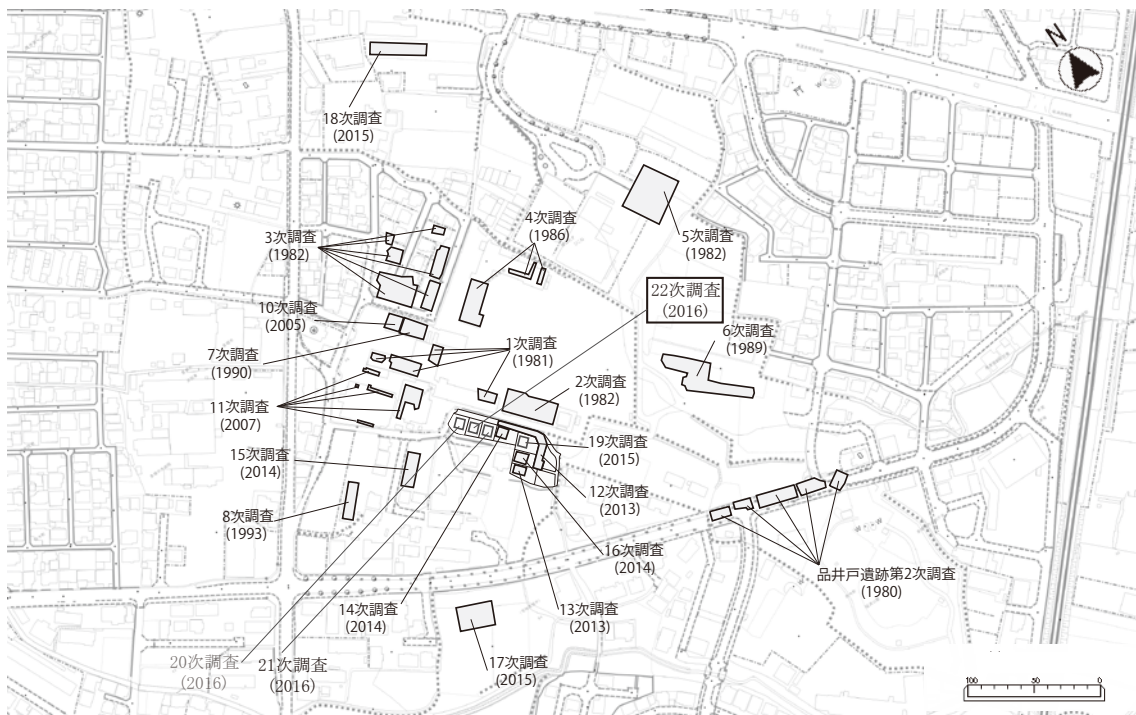 N
18次調査
(2015)
4次調査
(1986)
3次調査
(1982)
5次調査
(1982)
22次調査
(2016)
10次調査
(2005)
6次調査
(1989)
1次調査
(1981)
7次調査
(1990)
2次調査
(1982)
11次調査
(2007)
19次調査
(2015)
15次調査
(2014)
12次調査
(2013)
8次調査
(1993)
16次調査
(2014)
品井戸遺跡第2次調査
(1980)
14次調査
(2014)
13次調査
(2013)
20次調査
(2016)
21次調査
(2016)
17次調査
(2015)
100
50
0